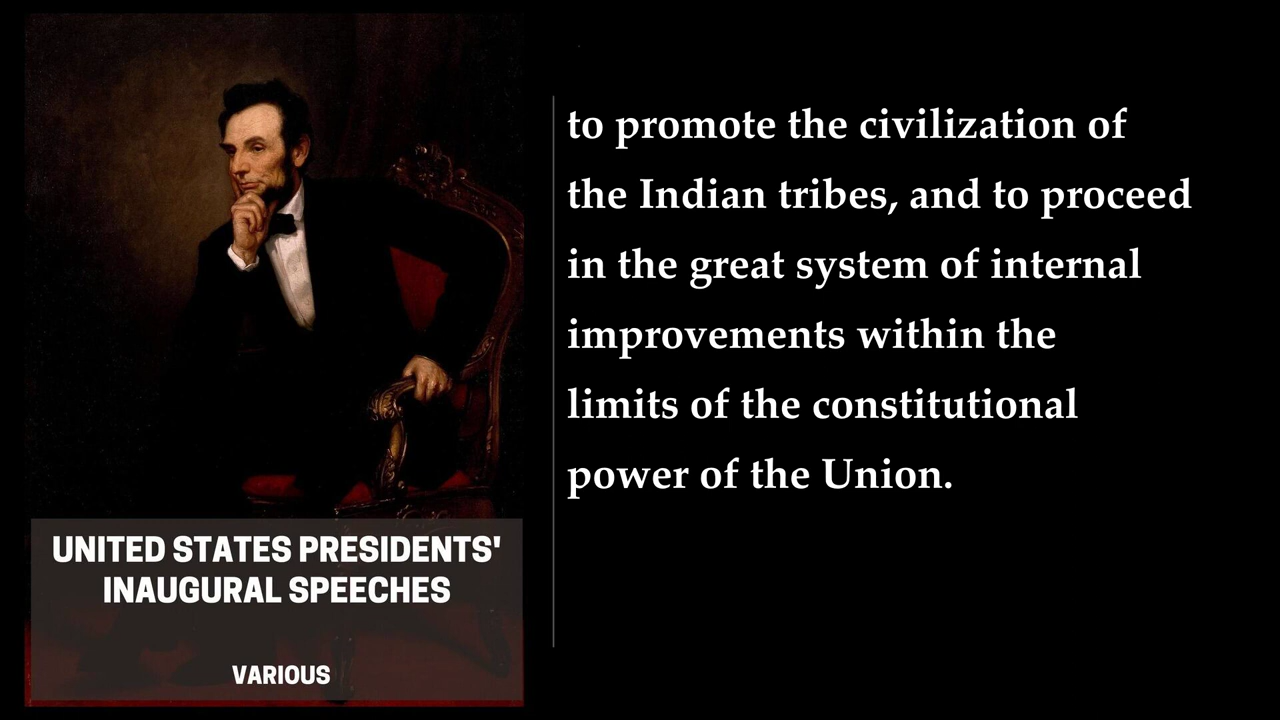 to promote the civilization of
the Indian tribes, and to proceed
in the great system of internal
improvements within the
limits of the constitutional
power of the Union.
UNITED STATES PRESIDENTS'
INAUGURAL SPEECHES
VARIOUS